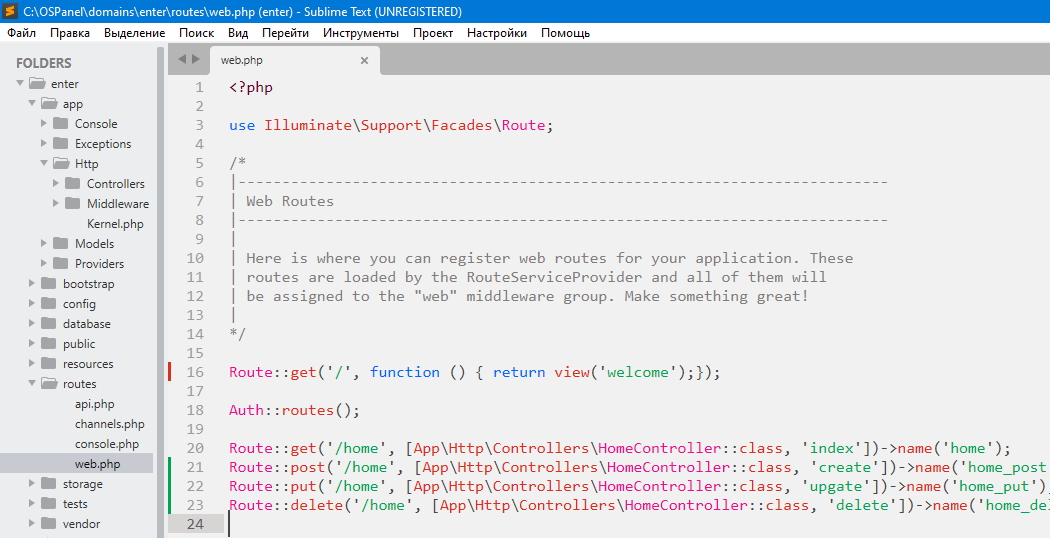 C:\OSPanel\domains\enter\routes\web.php (enter) - Sublime Text (UNREGISTERED)
Файл Правка Выделение Поиск Вид Перейти Инструменты Проект Настройки Помощь
FOLDERS
enter
app
Console
Exceptions
Http
Controllers
Middleware
Kernel.php
Models
Providers
bootstrap
config
database
public
resources
routes
api.php
channels.php
console.php
web.php
storage
tests
vendor
web.php ×
1 <?php
2
3 use Illuminate\Support\Facades\Route;
4
5 /*
6 |--------------------------------------------------------------------------
7 | Web Routes
8 |--------------------------------------------------------------------------
9 |
10 | Here is where you can register web routes for your application. These
11 | routes are loaded by the RouteServiceProvider and all of them will
12 | be assigned to the "web" middleware group. Make something great!
13 |
14 */
15
16 Route::get('/', function () { return view('welcome');});
17
18 Auth::routes();
19
20 Route::get('/home', [App\Http\Controllers\HomeController::class, 'index'])->name('home');
21 Route::post('/home', [App\Http\Controllers\HomeController::class, 'create'])->name('home_post
22 Route::put('/home', [App\Http\Controllers\HomeController::class, 'upgate'])->name('home_put')
23 Route::delete('/home', [App\Http\Controllers\HomeController::class, 'delete'])->name('home_de
24